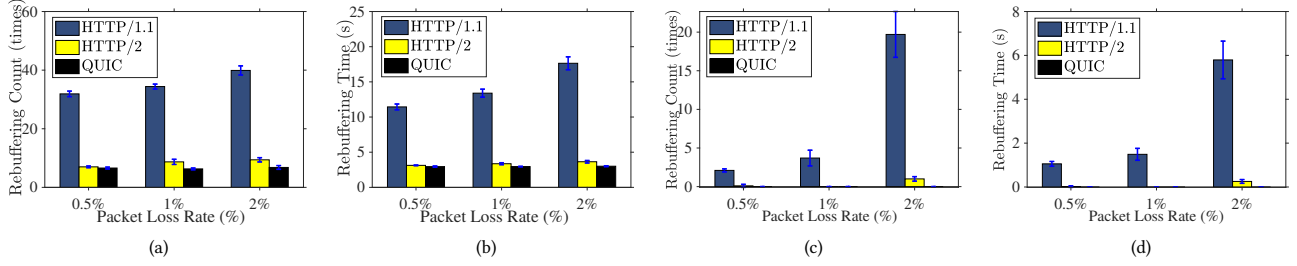 Rebuffering Count (times)
60
40
20
0
HTTP/1.1
HTTP/2
QUIC
0.5%
1%
2%
Packet Loss Rate (%)
(a)
Rebuffering Time (s)
25
20
15
10
5
0
HTTP/1.1
HTTP/2
QUIC
0.5%
1%
2%
Packet Loss Rate (%)
(b)
Rebuffering Count (times)
20
15
10
5
0
HTTP/1.1
HTTP/2
QUIC
0.5%
1%
2%
Packet Loss Rate (%)
(c)
Rebuffering Time (s)
8
6
4
2
0
HTTP/1.1
HTTP/2
QUIC
0.5%
1%
2%
Packet Loss Rate (%)
(d)